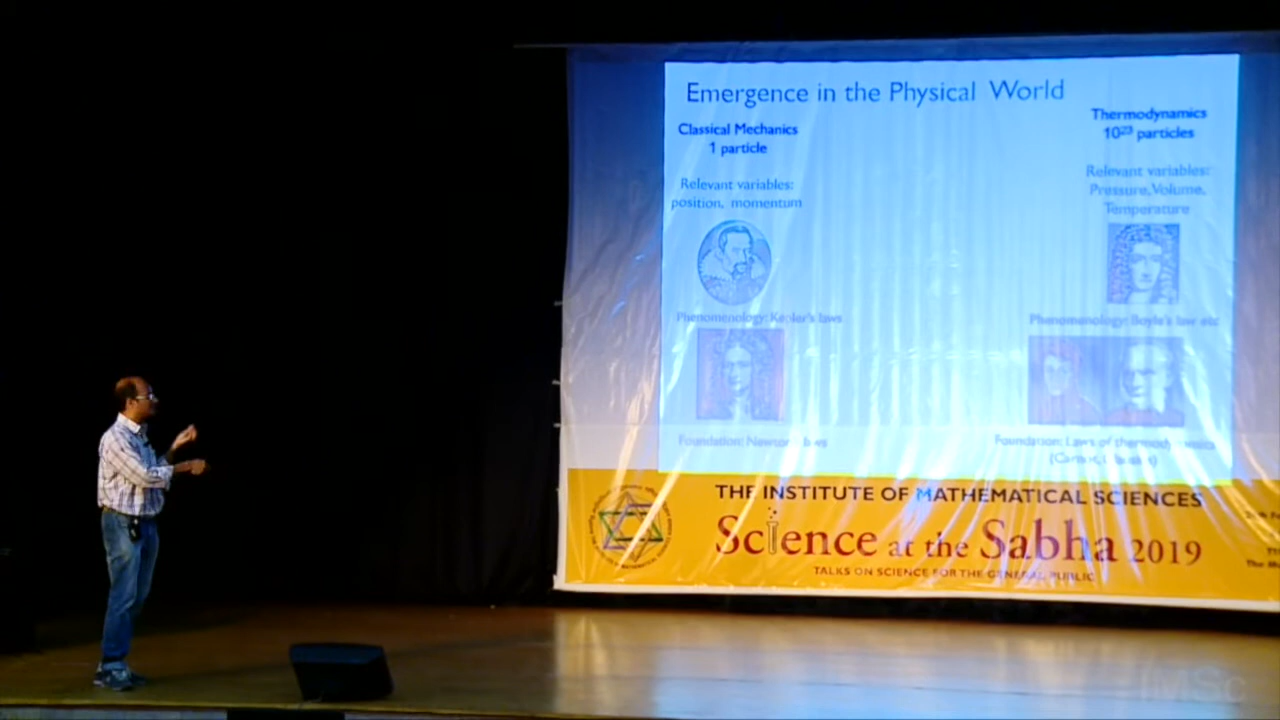 Emergence in the Physical World
Classical Mechanics
1 particle
Relevant variables:
position, momentum
Phenomenology: Kepler's laws
Foundation: Newton's laws
Thermodynamics
10²³ particles
Relevant variables:
Pressure, Volume,
Temperature
Phenomenology: Boyle's law etc
Foundation: Laws of thermodynamics
THE INSTITUTE OF MATHEMATICAL SCIENCES
Science at the Sabha 2019
TALKS ON SCIENCE FOR THE GENERAL PUBLIC
IMSc